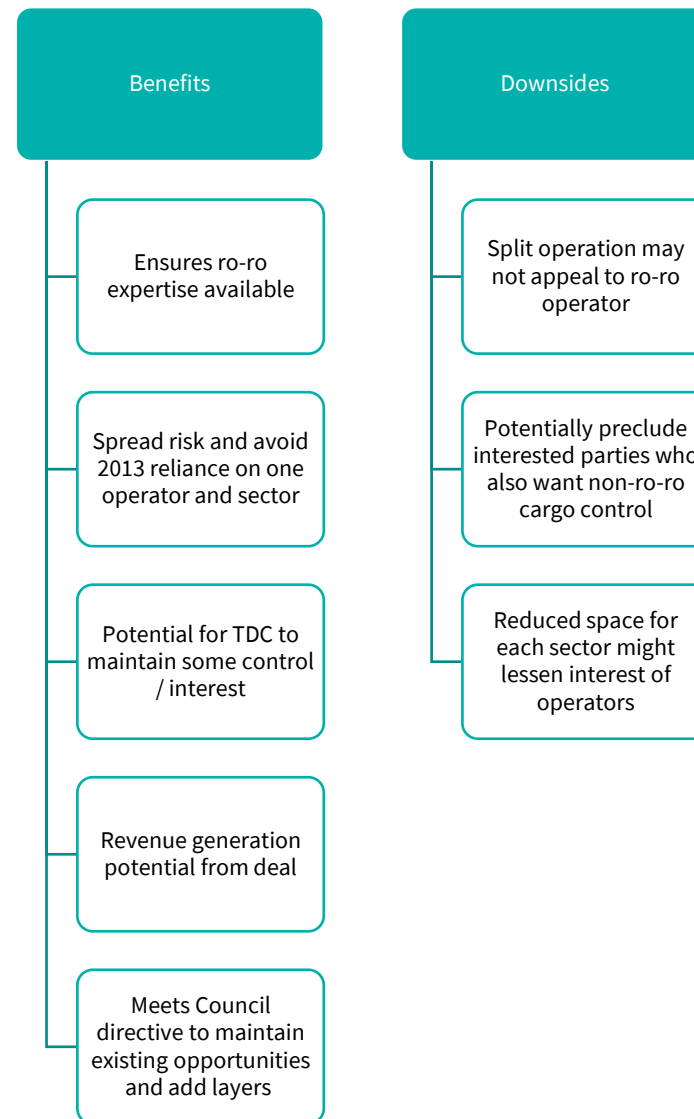 Benefits
Ensures ro-ro
expertise available
Spread risk and avoid
2013 reliance on one
operator and sector
Potential for TDC to
maintain some control
/ interest
Revenue generation
potential from deal
Meets Council
directive to maintain
existing opportunities
and add layers
Downsides
Split operation may
not appeal to ro-ro
operator
Potentially preclude
interested parties who
also want non-ro-ro
cargo control
Reduced space for
each sector might
lessen interest of
operators